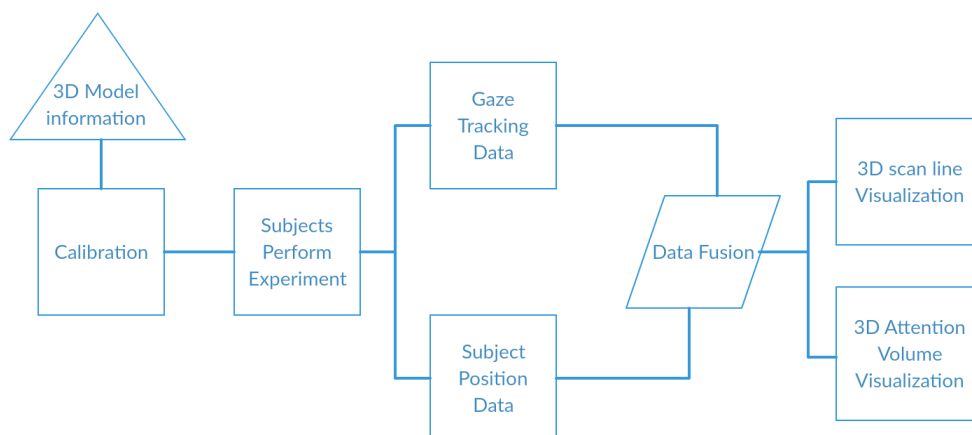 3D Model
information
Calibration
Subjects
Perform
Experiment
Gaze
Tracking
Data
Subject
Position
Data
Data Fusion
3D scan line
Visualization
3D Attention
Volume
Visualization